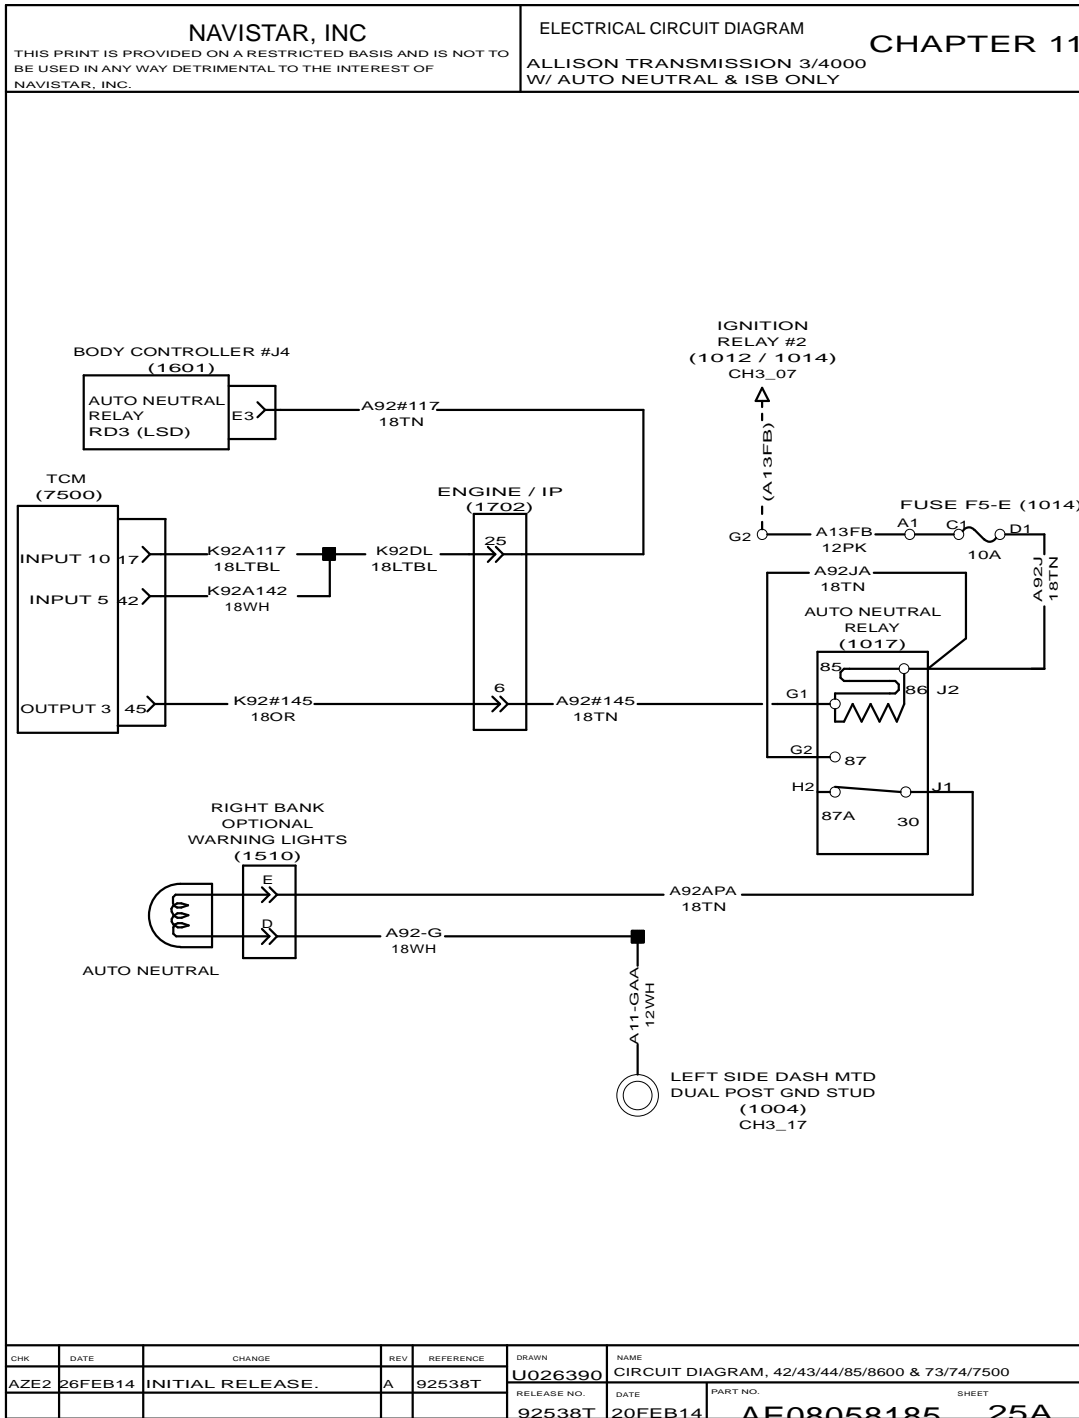 NAVISTAR, INC
THIS PRINT IS PROVIDED ON A RESTRICTED BASIS AND IS NOT TO
BE USED IN ANY WAY DETRIMENTAL TO THE INTEREST OF
NAVISTAR, INC.
ELECTRICAL CIRCUIT DIAGRAM
CHAPTER 11
ALLISON TRANSMISSION 3/4000
W/ AUTO NEUTRAL & ISB ONLY
IGNITION
RELAY #2
(1012 / 1014)
CH3_07
(A13FB)
BODY CONTROLLER #J4
(1601)
AUTO NEUTRAL
RELAY
RD3 (LSD)
E3
A92#117
18TN
TCM
(7500)
INPUT 10
17
INPUT 5
42
OUTPUT 3
45
K92A117
18LTBL
K92A142
18WH
K92DL
18LTBL
K92#145
18OR
ENGINE / IP
(1702)
25
6
A92#145
18TN
FUSE F5-E (1014)
G2
A13FB
12PK
A1
C1
D1
10A
A92J
18TN
A92JA
18TN
AUTO NEUTRAL
RELAY
(1017)
85
86
J2
G1
G2
87
H2
J1
87A
30
RIGHT BANK
OPTIONAL
WARNING LIGHTS
(1510)
E
D
AUTO NEUTRAL
A92APA
18TN
A92-G
18WH
A11-GAA
12WH
LEFT SIDE DASH MTD
DUAL POST GND STUD
(1004)
CH3_17
CHK DATE CHANGE REV REFERENCE
AZE2 26FEB14 INITIAL RELEASE. A 92538T
DRAWN
U026390
NAME
CIRCUIT DIAGRAM, 42/43/44/85/8600 & 73/74/7500
RELEASE NO. DATE PART NO. SHEET
92538T 20FEB14 AE08058185 25A